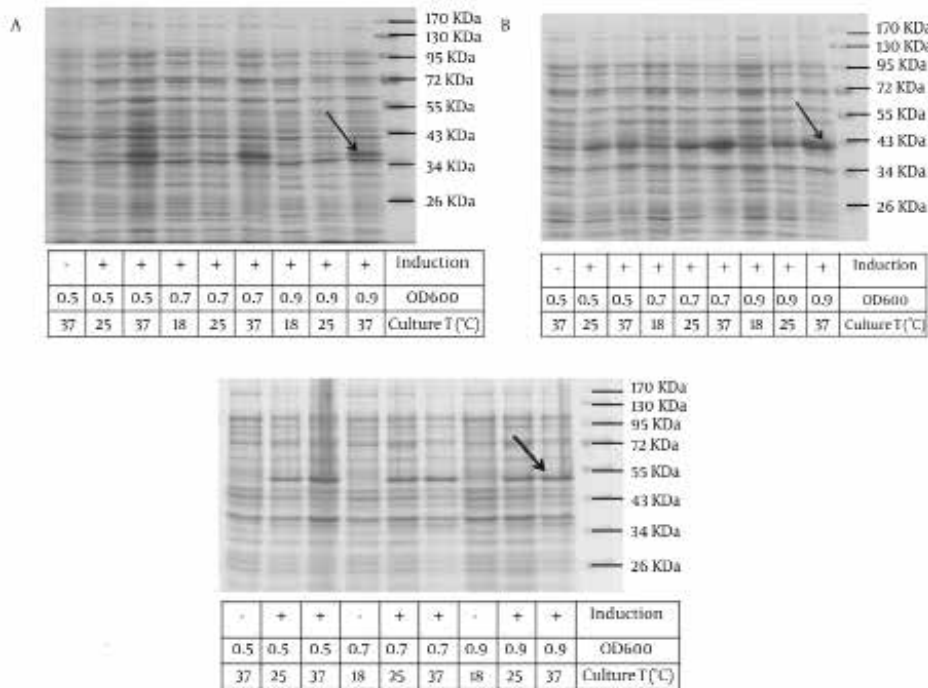 A
170 KDa
130 KDa
95 KDa
72 KDa
55 KDa
43 KDa
34 KDa
26 KDa
- + + + + + + + + Induction
0.5 0.5 0.5 0.7 0.7 0.7 0.9 0.9 0.9 OD600
37 25 37 18 25 37 18 25 37 Culture T (°C)
B
170 KDa
130 KDa
95 KDa
72 KDa
55 KDa
43 KDa
34 KDa
26 KDa
- + + + + + + + + Induction
0.5 0.5 0.5 0.7 0.7 0.7 0.9 0.9 0.9 OD600
37 25 37 18 25 37 18 25 37 Culture T (°C)
170 KDa
130 KDa
95 KDa
72 KDa
55 KDa
43 KDa
34 KDa
26 KDa
- + + - + + - + + Induction
0.5 0.5 0.5 0.7 0.7 0.7 0.9 0.9 0.9 OD600
37 25 37 18 25 37 18 25 37 Culture T (°C)